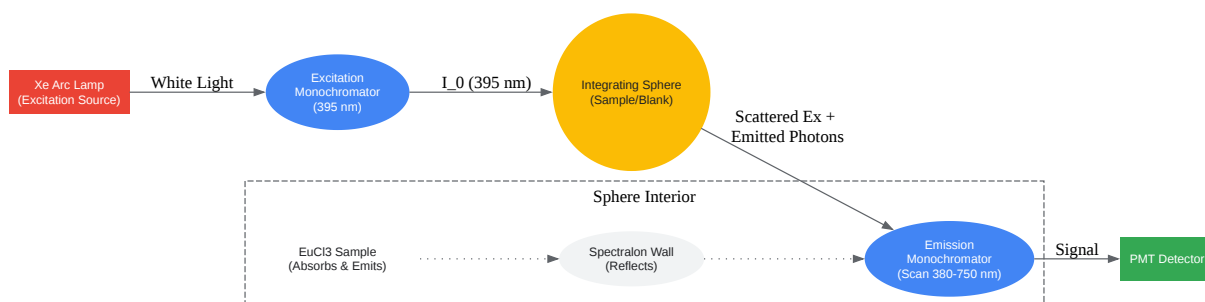 Xe Arc Lamp
(Excitation Source)
White Light
Excitation
Monochromator
(395 nm)
I_0 (395 nm)
Integrating Sphere
(Sample/Blank)
Scattered Ex +
Emitted Photons
Sphere Interior
EuCl3 Sample
(Absorbs & Emits)
Spectralon Wall
(Reflects)
Emission
Monochromator
(Scan 380-750 nm)
Signal
PMT Detector